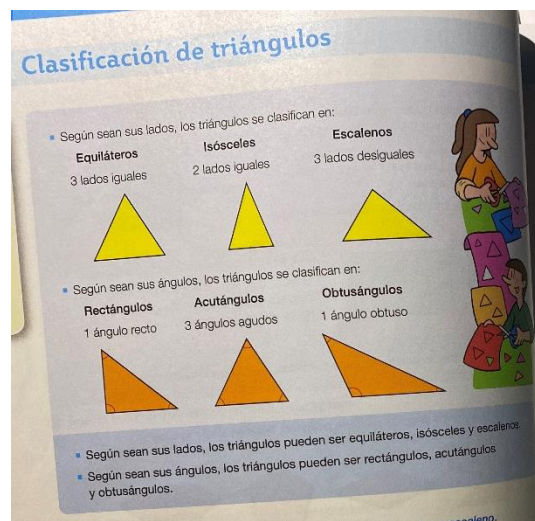 Clasificación de triángulos
Según sean sus lados, los triángulos se clasifican en:
Equiláteros
Isósceles
Escalenos
3 lados iguales
2 lados iguales
3 lados desiguales
Según sean sus ángulos, los triángulos se clasifican en:
Rectángulos
Acutángulos
Obtusángulos
1 ángulo recto
3 ángulos agudos
1 ángulo obtuso
Según sean sus lados, los triángulos pueden ser equiláteros, isósceles y escalenos
Según sean sus ángulos, los triángulos pueden ser rectángulos, acutángulos
y obtusángulos.